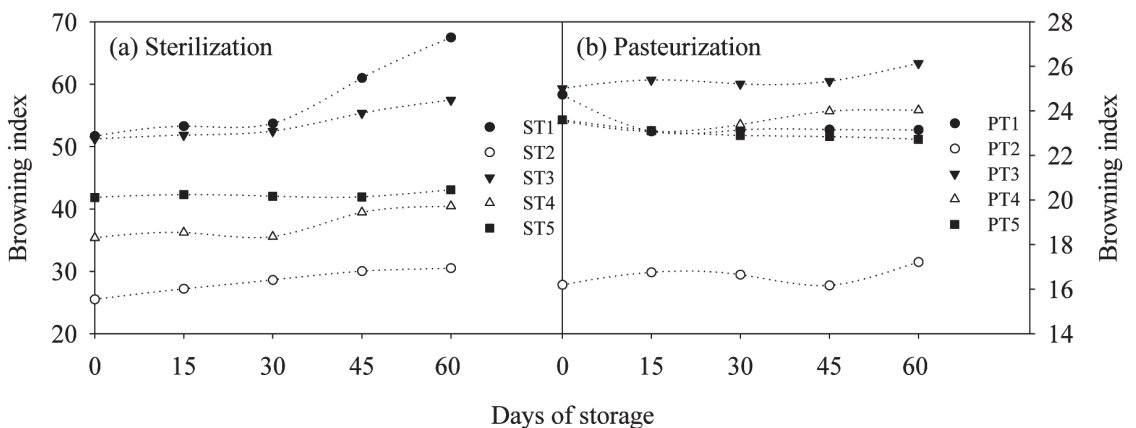 (a) Sterilization
(b) Pasteurization
Browning index
70
60
50
40
30
20
ST1
ST2
ST3
ST4
ST5
28
26
24
22
20
18
16
14
Browning index
PT1
PT2
PT3
PT4
PT5
0 15 30 45 60
0 15 30 45 60
Days of storage